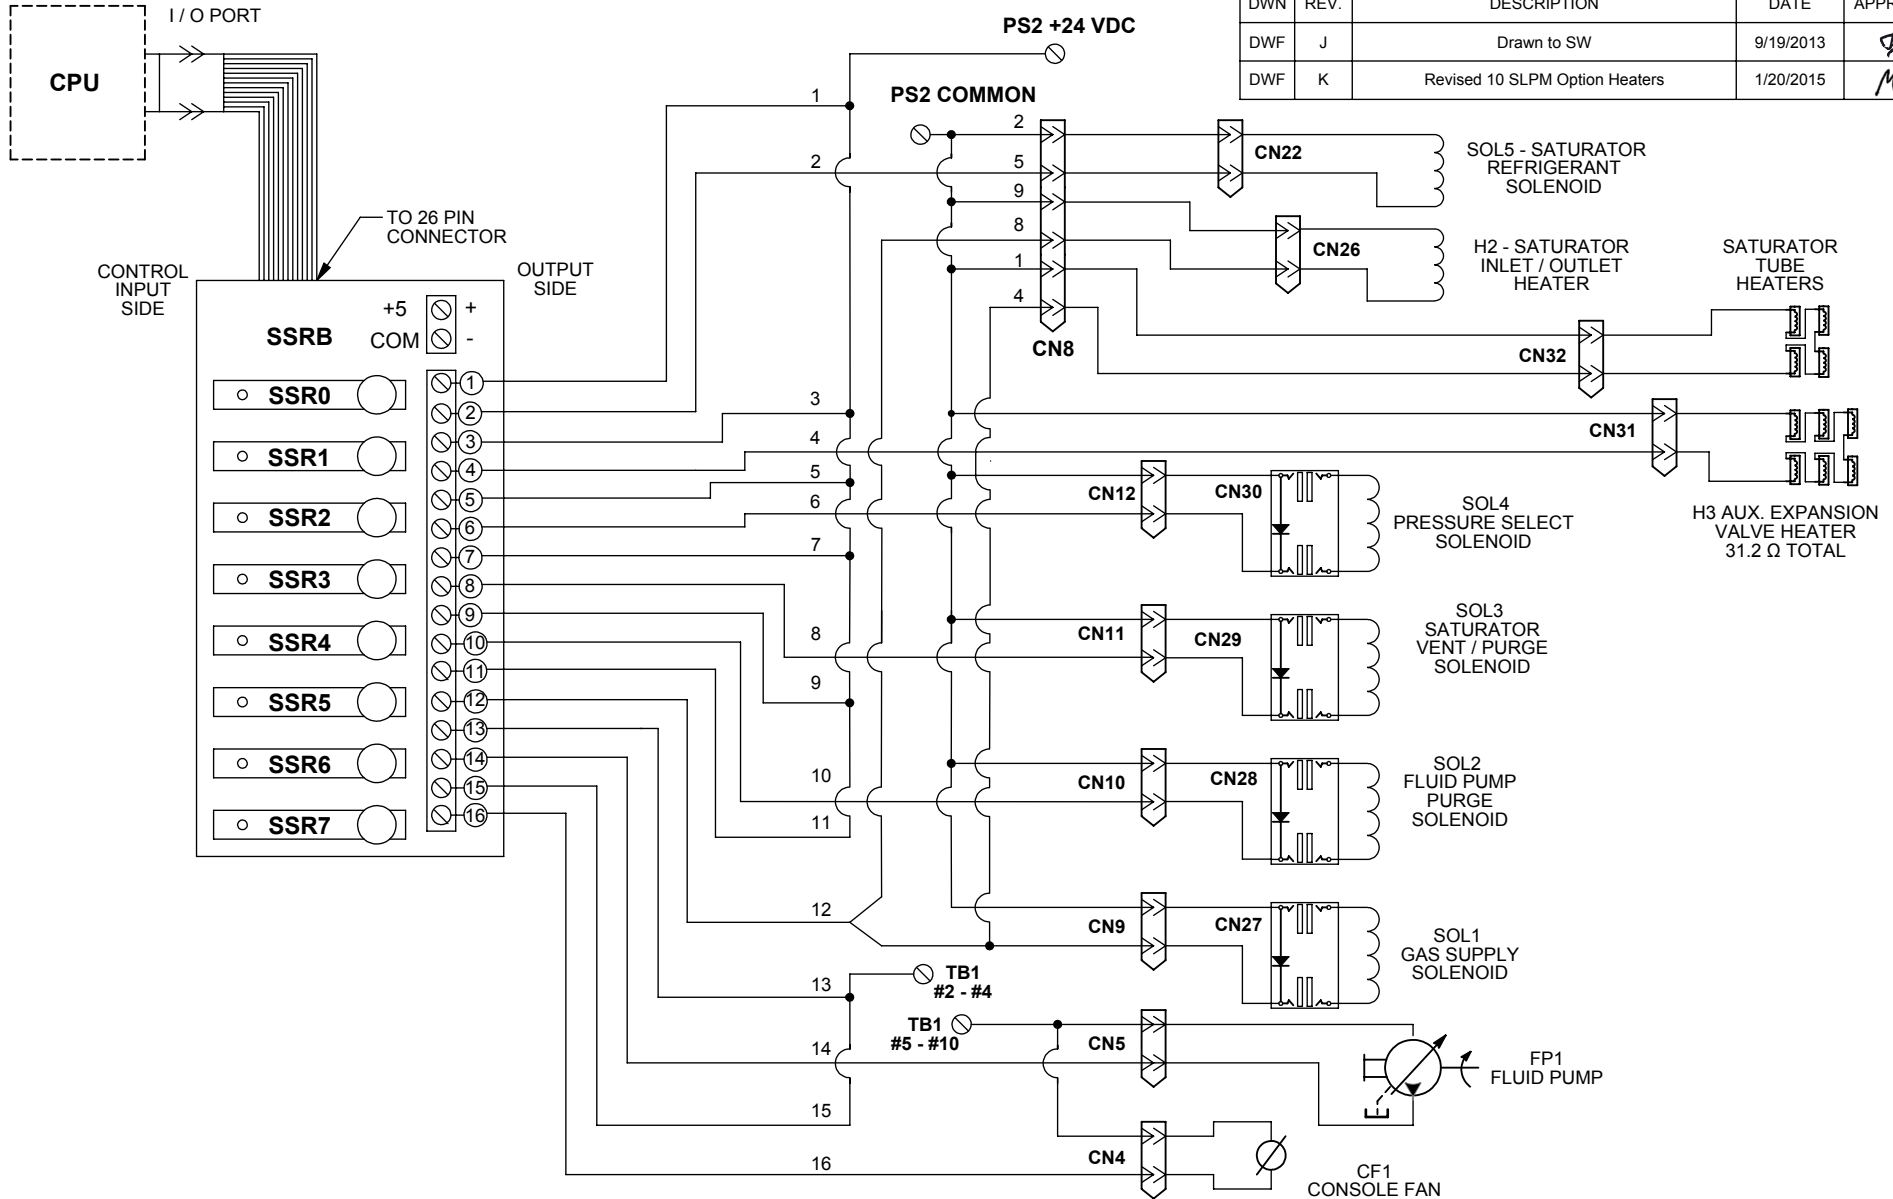 I / O PORT
CPU
TO 26 PIN
CONNECTOR
CONTROL
INPUT
SIDE
OUTPUT
SIDE
+5
+
COM
-
SSRB
SSR0
SSR1
SSR2
SSR3
SSR4
SSR5
SSR6
SSR7
1
2
3
4
5
6
7
8
9
10
11
12
13
14
15
16
1
2
3
4
5
6
7
8
9
10
11
12
13
14
15
16
PS2 +24 VDC
PS2 COMMON
2
5
9
8
1
4
CN8
DWN REV. DESCRIPTION DATE
DWF J Drawn to SW 9/19/2013
DWF K Revised 10 SLPM Option Heaters 1/20/2015
CN22
SOL5 - SATURATOR
REFRIGERANT
SOLENOID
CN26
H2 - SATURATOR
INLET / OUTLET
HEATER
SATURATOR
TUBE
HEATERS
CN32
CN31
H3 AUX. EXPANSION
VALVE HEATER
31.2 Ω TOTAL
CN12
CN30
SOL4
PRESSURE SELECT
SOLENOID
CN11
CN29
SOL3
SATURATOR
VENT / PURGE
SOLENOID
CN10
CN28
SOL2
FLUID PUMP
PURGE
SOLENOID
CN9
CN27
SOL1
GAS SUPPLY
SOLENOID
TB1
#2 - #4
TB1
#5 - #10
CN5
FP1
FLUID PUMP
CN4
CF1
CONSOLE FAN